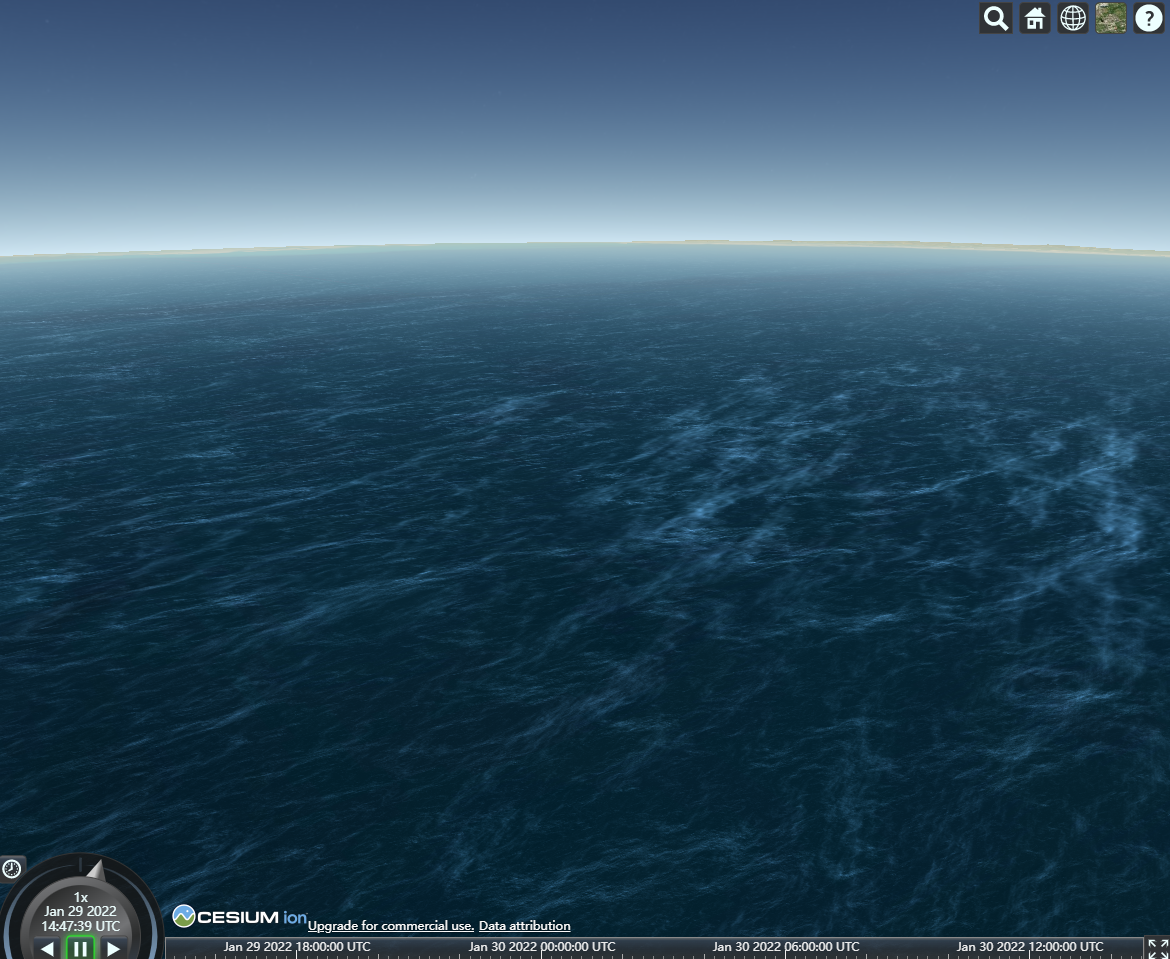 ?
1x
Jan 29 2022
14:47:39 UTC
CESIUM ion Upgrade for commercial use. Data attribution
Jan 29 2022 18:00:00 UTC Jan 30 2022 00:00:00 UTC Jan 30 2022 06:00:00 UTC Jan 30 2022 12:00:00 UTC